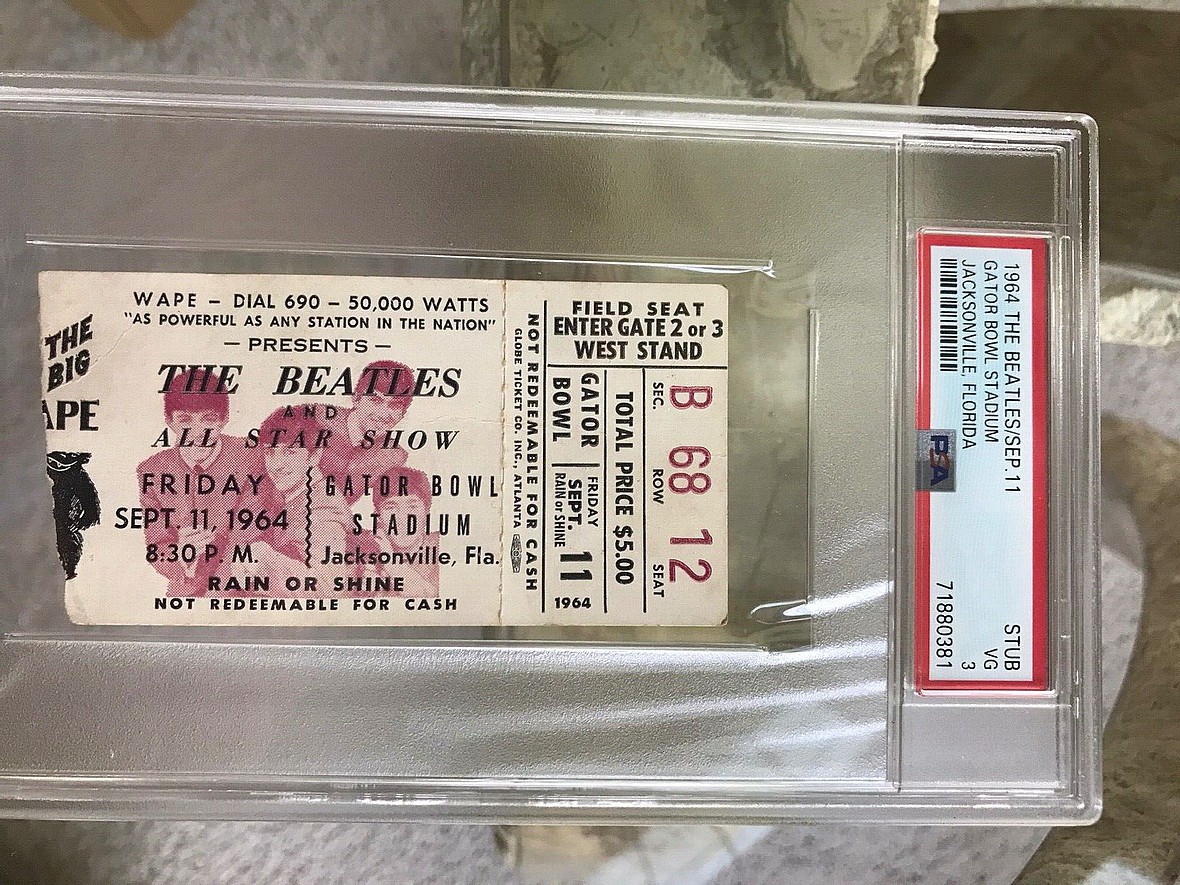 THE
BIG
APE
WAPE – DIAL 690 – 50,000 WATTS
"AS POWERFUL AS ANY STATION IN THE NATION"
– PRESENTS –
THE BEATLES
AND
ALL STAR SHOW
FRIDAY
SEPT. 11, 1964
8:30 P. M.
GATOR BOWL
STADIUM
Jacksonville, Fla.
RAIN OR SHINE
NOT REDEEMABLE FOR CASH
NOT REDEEMABLE FOR CASH
GLOBE TICKET CO. INC., ATLANTA
FIELD SEAT
ENTER GATE 2 or 3
WEST STAND
GATOR
BOWL
FRIDAY
SEPT. 11
RAIN or SHINE
1964
TOTAL PRICE $5.00
SEC. ROW SEAT
B 68 12
1964 THE BEATLES/SEP.11
GATOR BOWL STADIUM
JACKSONVILLE, FLORIDA
STUB
VG
3
71880381
PSA